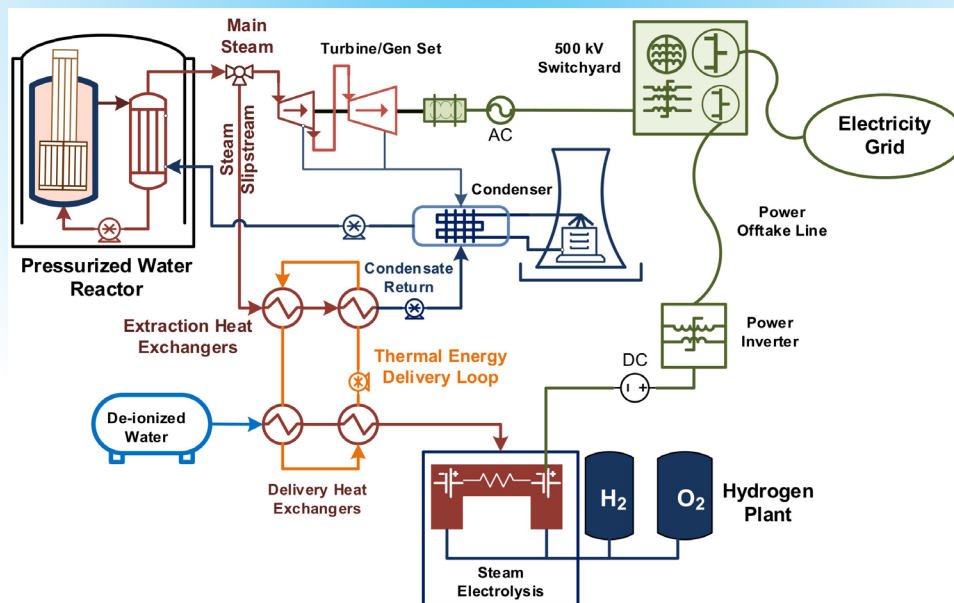 Main
Steam
Turbine/Gen Set
500 kV
Switchyard
AC
Electricity
Grid
Steam
Slipstream
Condenser
Power
Offtake Line
Pressurized Water
Reactor
Condensate
Return
Extraction Heat
Exchangers
Power
Inverter
Thermal Energy
Delivery Loop
DC
De-ionized
Water
Delivery Heat
Exchangers
H2
O2
Hydrogen
Plant
Steam
Electrolysis